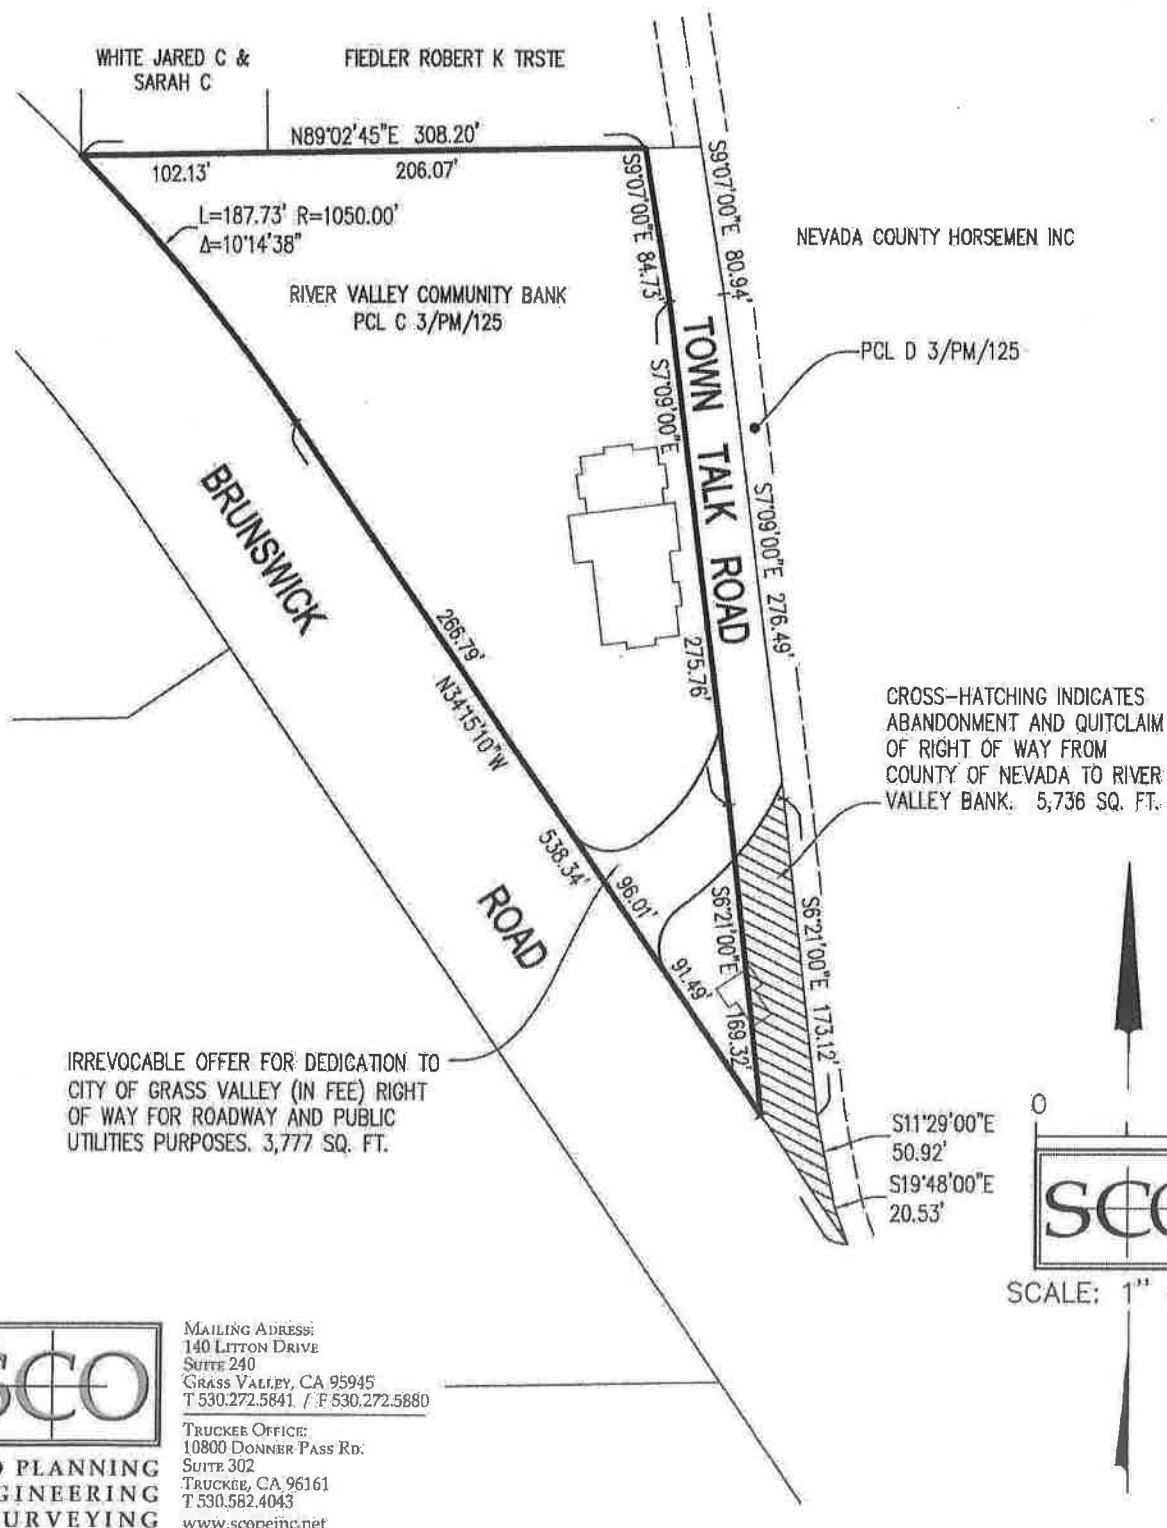 WHITE JARED C &
SARAH C
FIEDLER ROBERT K TRSTE
N89°02'45"E 308.20'
102.13'
206.07'
L=187.73' R=1050.00'
Δ=10°14'38"
RIVER VALLEY COMMUNITY BANK
PCL C 3/PM/125
S9°07'00"E 84.73'
S9°07'00"E 80.94'
NEVADA COUNTY HORSEMEN INC
PCL D 3/PM/125
TOWN TALK ROAD
S7°09'00"E
275.76'
S7°09'00"E 276.49'
BRUNSWICK
ROAD
266.79'
N34°15'10"W
538.34'
96.01'
91.49'
S6°21'00"E
169.32'
S6°21'00"E 173.12'
CROSS-HATCHING INDICATES
ABANDONMENT AND QUITCLAIM
OF RIGHT OF WAY FROM
COUNTY OF NEVADA TO RIVER
VALLEY BANK. 5,736 SQ. FT.
IRREVOCABLE OFFER FOR DEDICATION TO
CITY OF GRASS VALLEY (IN FEE) RIGHT
OF WAY FOR ROADWAY AND PUBLIC
UTILITIES PURPOSES. 3,777 SQ. FT.
S11°29'00"E
50.92'
S19°48'00"E
20.53'
0
SCO
SCALE: 1"
SCO
PLANNING
GINEERING
URVEYING
MAILING ADRESS:
140 LITTON DRIVE
SUITE 240
GRASS VALLEY, CA 95945
T 530.272.5841 / F 530.272.5880
TRUCKEE OFFICE:
10800 DONNER PASS RD.
SUITE 302
TRUCKEE, CA 96161
T 530.582.4043
www.scopeinc.net